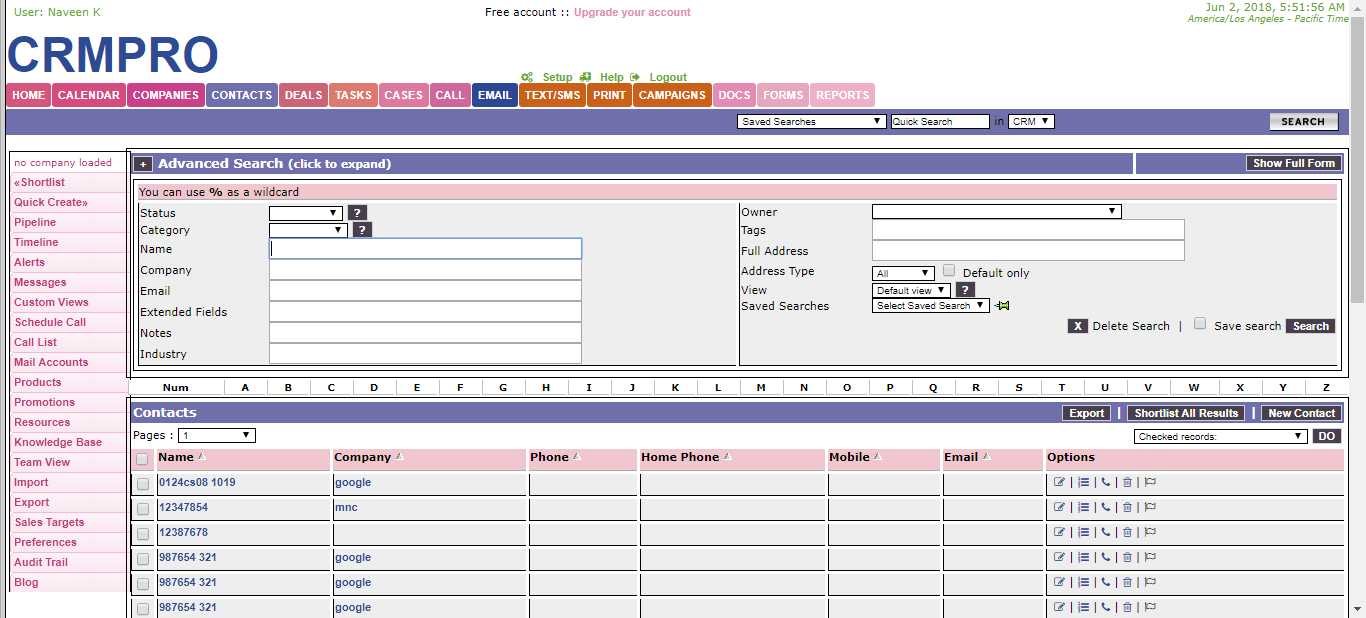 User: Naveen K
Free account :: Upgrade your account
Jun 2, 2018, 5:51:56 AM
America/Los Angeles - Pacific Time
CRMPRO
Setup Help Logout
HOME CALENDAR COMPANIES CONTACTS DEALS TASKS CASES CALL EMAIL TEXT/SMS PRINT CAMPAIGNS DOCS FORMS REPORTS
Saved Searches Quick Search in CRM SEARCH
no company loaded
«Shortlist
Quick Create»
Pipeline
Timeline
Alerts
Messages
Custom Views
Schedule Call
Call List
Mail Accounts
Products
Promotions
Resources
Knowledge Base
Team View
Import
Export
Sales Targets
Preferences
Audit Trail
Blog
+ Advanced Search (click to expand) Show Full Form
You can use % as a wildcard
Status ?
Category ?
Name
Company
Email
Extended Fields
Notes
Industry
Owner
Tags
Full Address
Address Type All Default only
View Default view ?
Saved Searches Select Saved Search
X Delete Search | Save search Search
Num A B C D E F G H I J K L M N O P Q R S T U V W X Y Z
Contacts Export | Shortlist All Results | New Contact
Pages : 1 Checked records: DO
Name Company Phone Home Phone Mobile Email Options
0124cs08 1019 google | | | |
12347854 mnc | | | |
12387678 | | | |
987654 321 google | | | |
987654 321 google | | | |
987654 321 google | | | |